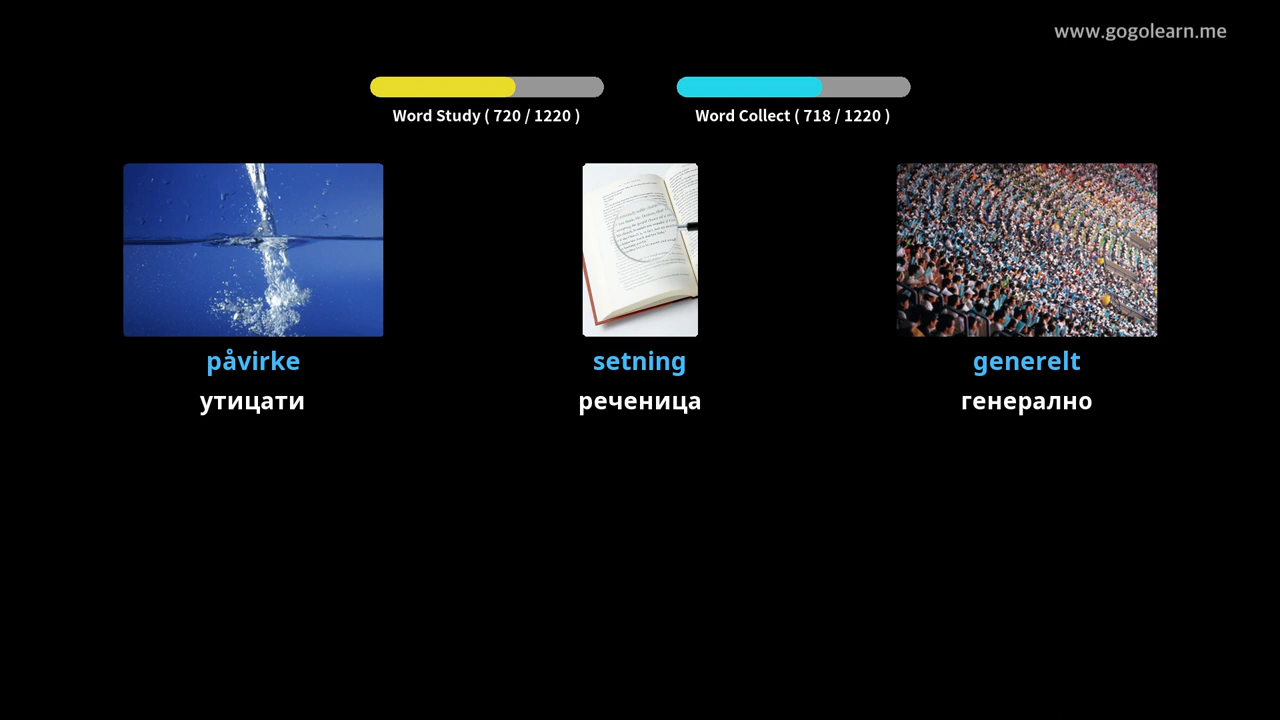 www.gogolearn.me
Word Study ( 720 / 1220 )
Word Collect ( 718 / 1220 )
påvirke
setning
generelt
утицати
реченица
генерално